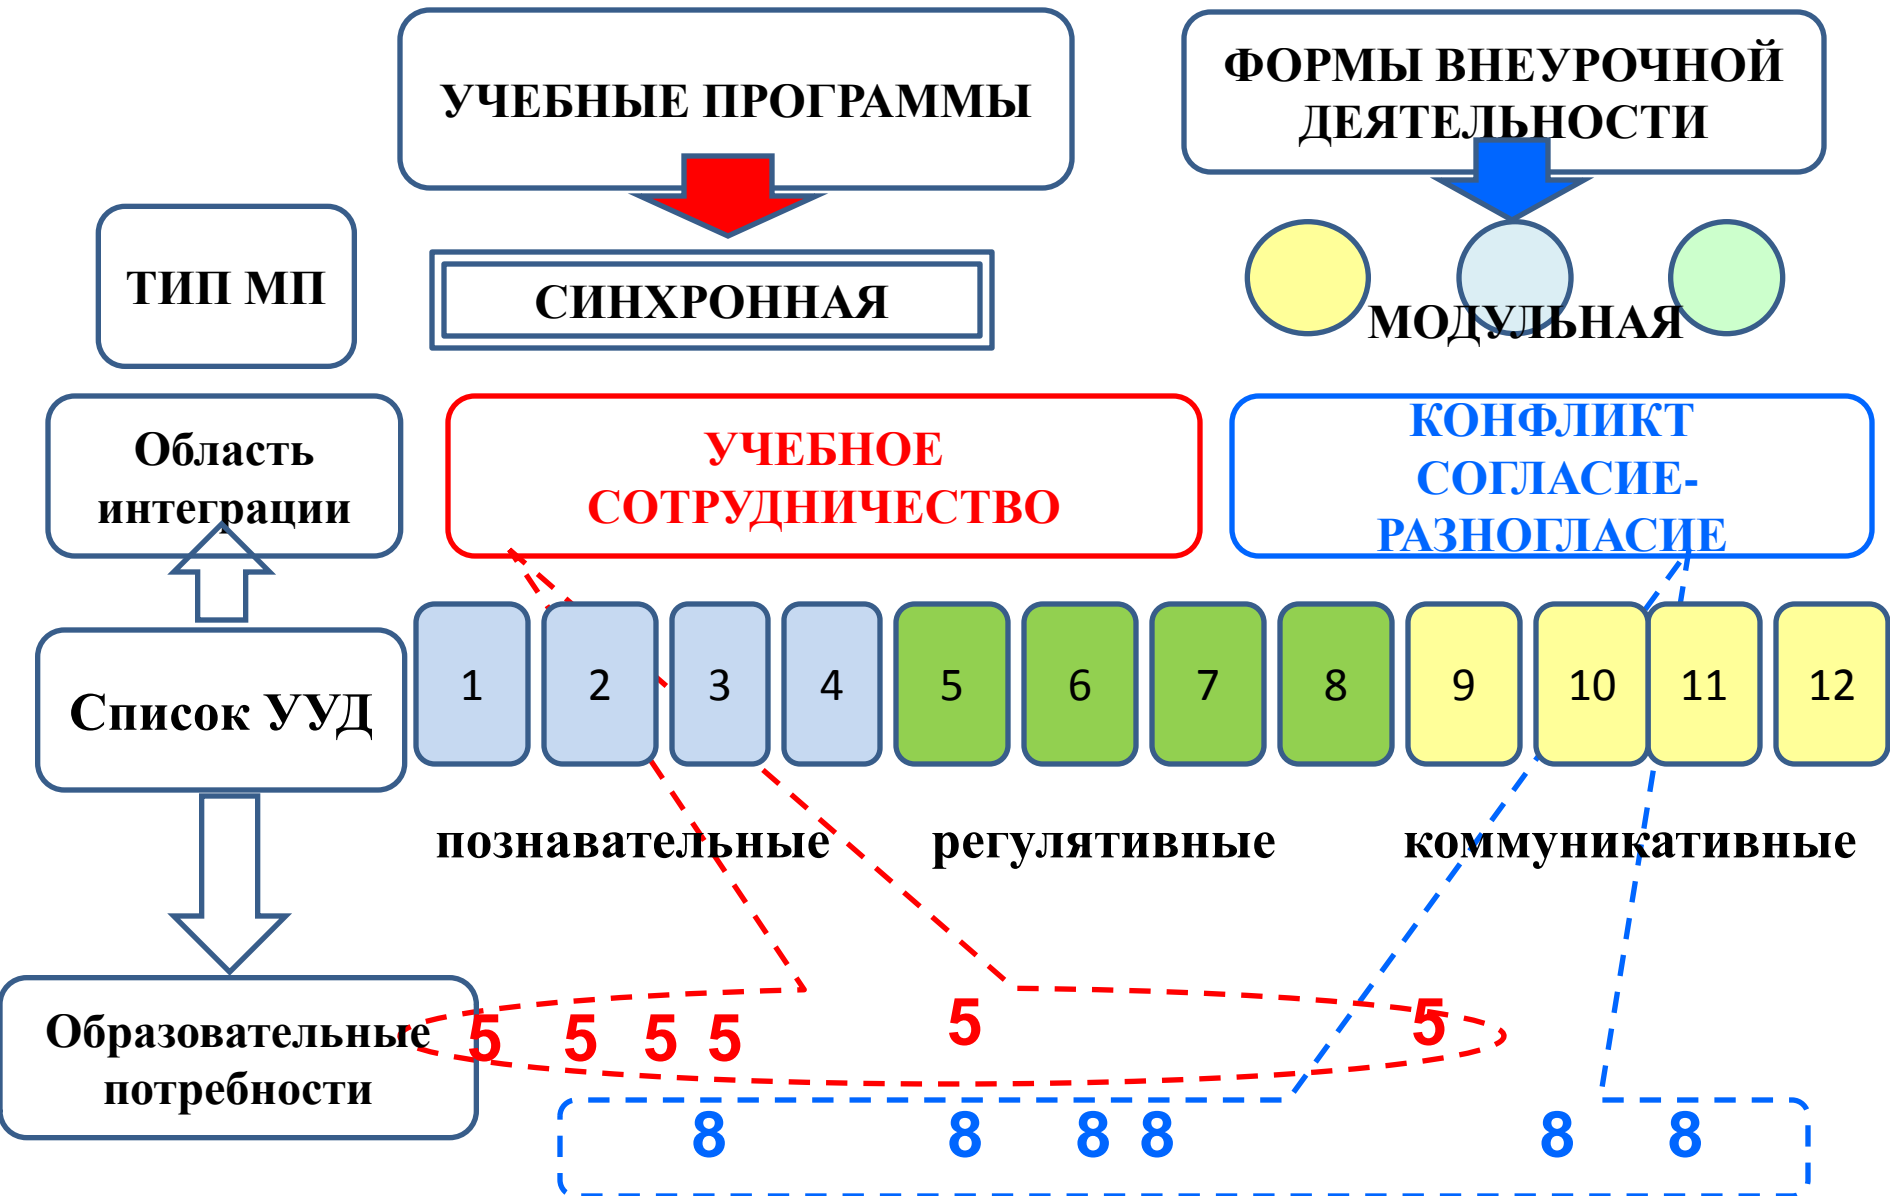 УЧЕБНЫЕ ПРОГРАММЫ
ФОРМЫ ВНЕУРОЧНОЙ
ДЕЯТЕЛЬНОСТИ
ТИП МП
СИНХРОННАЯ
МОДУЛЬНАЯ
Область
интеграции
УЧЕБНОЕ
СОТРУДНИЧЕСТВО
КОНФЛИКТ
СОГЛАСИЕ-
РАЗНОГЛАСИЕ
Список УУД
1 2 3 4 5 6 7 8 9 10 11 12
познавательные регулятивные коммуникативные
Образовательные
потребности
5 5 5 5 5 5
8 8 8 8 8 8